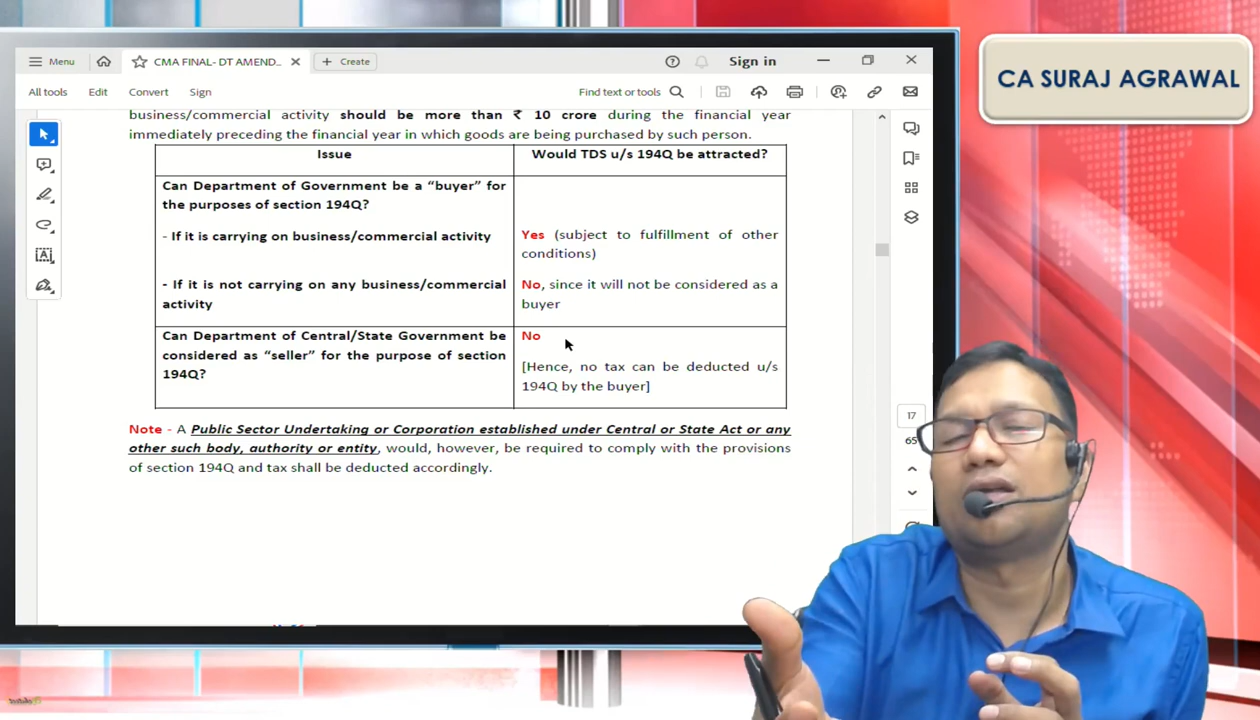 CA SURAJ AGRAWAL
Menu
CMA FINAL- DT AMEND...
Create
Sign in
All tools
Edit
Convert
Sign
Find text or tools
business/commercial activity should be more than ₹ 10 crore during the financial year
immediately preceding the financial year in which goods are being purchased by such person.
Issue
Would TDS u/s 194Q be attracted?
Can Department of Government be a “buyer” for
the purposes of section 194Q?
- If it is carrying on business/commercial activity
Yes (subject to fulfillment of other
conditions)
- If it is not carrying on any business/commercial
activity
No, since it will not be considered as a
buyer
Can Department of Central/State Government be
considered as “seller” for the purpose of section
194Q?
No
[Hence, no tax can be deducted u/s
194Q by the buyer]
Note - A Public Sector Undertaking or Corporation established under Central or State Act or any
other such body, authority or entity, would, however, be required to comply with the provisions
of section 194Q and tax shall be deducted accordingly.
17
65